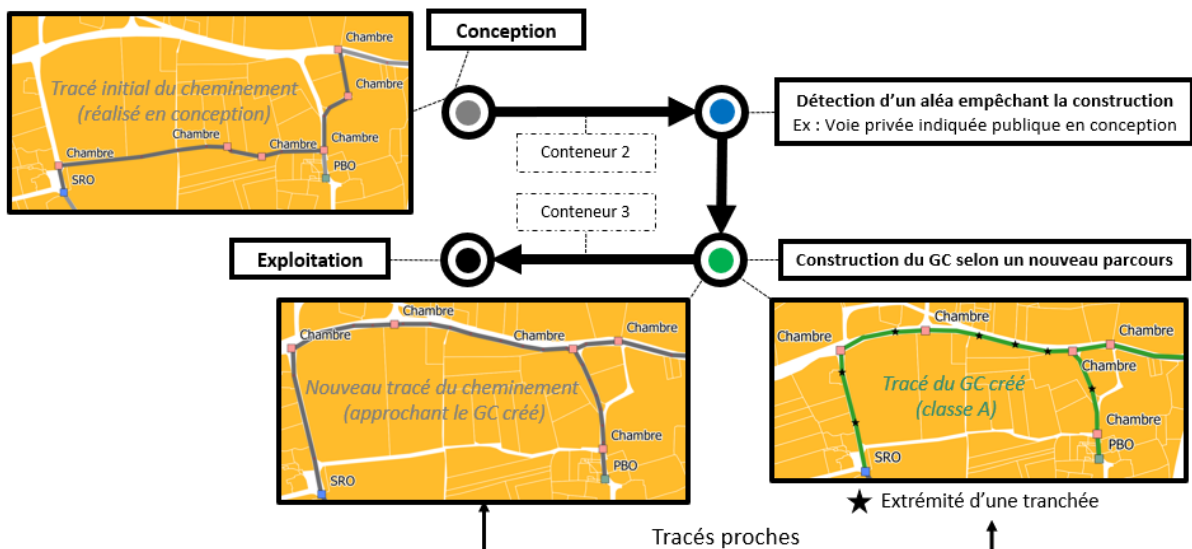 Conception
Chambre
Tracé initial du cheminement
(réalisé en conception)
Chambre
Chambre
Chambre
Chambre
SRO
PBO
Détection d'un aléa empêchant la construction
Ex : Voie privée indiquée publique en conception
Conteneur 2
Conteneur 3
Exploitation
Construction du GC selon un nouveau parcours
Chambre
Chambre
Chambre
Chambre
Nouveau tracé du cheminement
(approchant le GC créé)
Chambre
PBO
SRO
Chambre
Chambre
Chambre
Chambre
Tracé du GC créé
(classe A)
Chambre
PBO
SRO
Extrémité d'une tranchée
Tracés proches